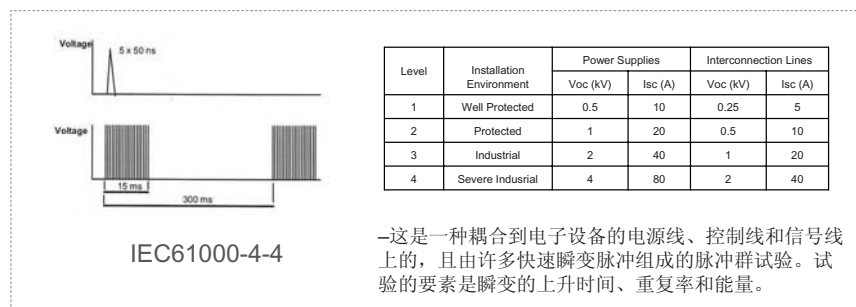 Voltage
5 x 50 ns
Voltage
15 ms
300 ms
IEC61000-4-4
Level Installation Environment Power Supplies Interconnection Lines
Voc (kV) Isc (A) Voc (kV) Isc (A)
1 Well Protected 0.5 10 0.25 5
2 Protected 1 20 0.5 10
3 Industrial 2 40 1 20
4 Severe Indusrial 4 80 2 40
–这是一种耦合到电子设备的电源线、控制线和信号线
上的，且由许多快速瞬变脉冲组成的脉冲群试验。试
验的要素是瞬变的上升时间、重复率和能量。